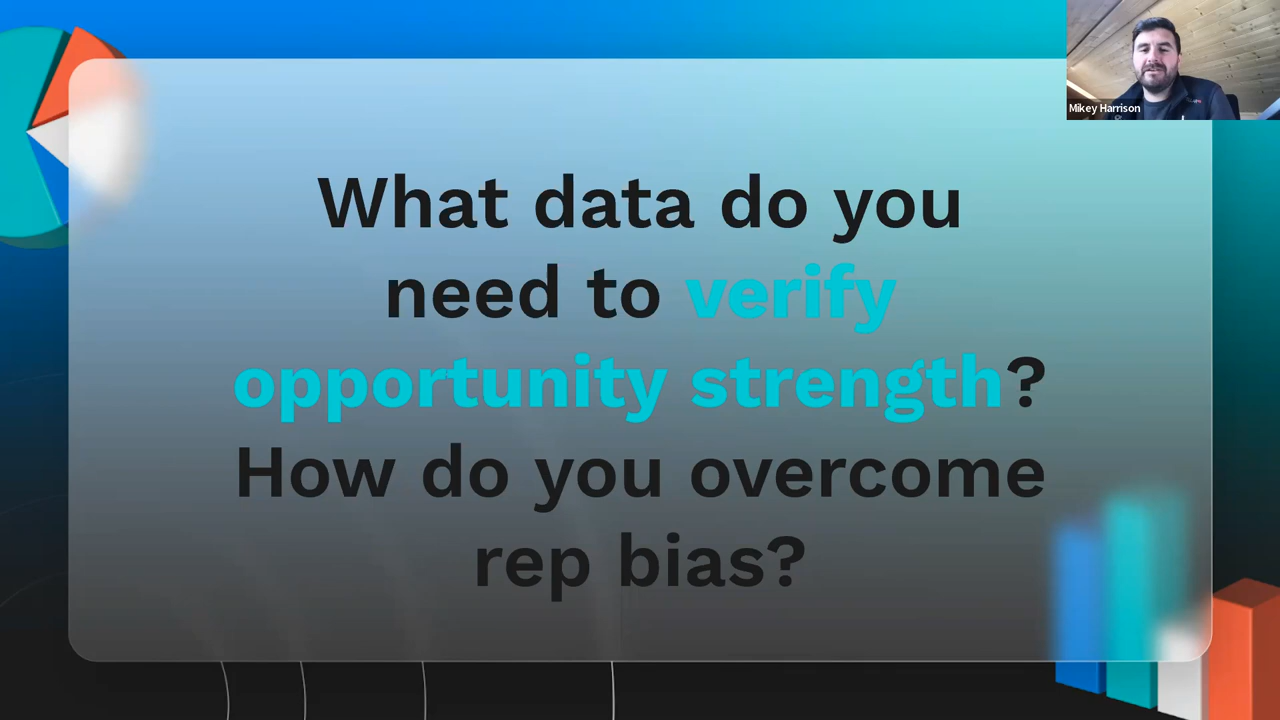 Mikey Harrison
What data do you
need to verify
opportunity strength?
How do you overcome
rep bias?